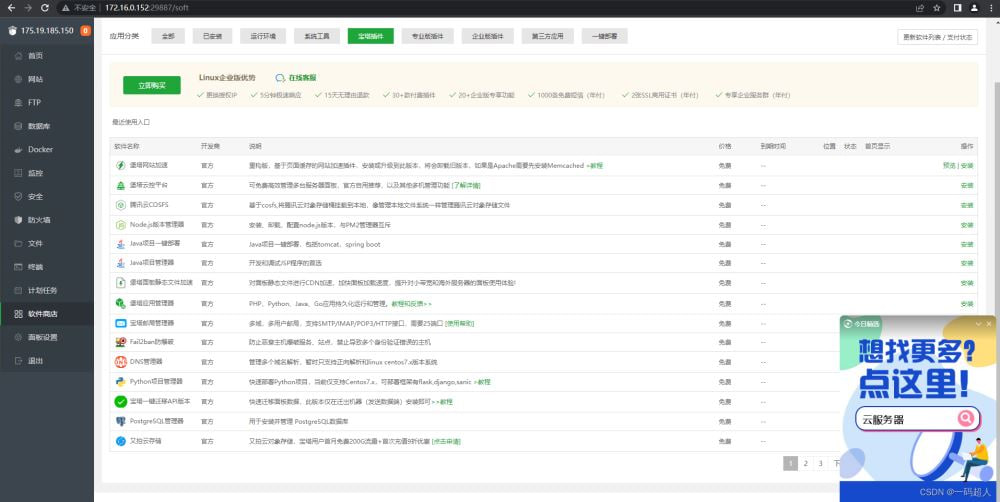 不安全 | 172.16.0.152:29887/soft
175.19.185.150 0
首页
网站
FTP
数据库
Docker
监控
安全
防火墙
文件
终端
计划任务
软件商店
面板设置
退出
应用分类 全部 已安装 运行环境 系统工具 宝塔插件 专业版插件 企业版插件 第三方应用 一键部署 更新软件列表 / 支付状态
立即购买 Linux企业版优势 在线客服
更换授权IP 5分钟极速响应 15天无理由退款 30+款付费插件 20+企业版专享功能 1000条免费短信（年付） 2张SSL商用证书（年付） 专享企业服务群（年付）
最近使用入口
软件名称 开发商 说明 价格 到期时间 位置 状态 首页显示 操作
堡塔网站加速 官方 重构版，基于页面缓存的网站加速插件，安装或升级到此版本，将会卸载旧版本，如果是Apache需要先安装Memcached >教程 免费 -- 预览 | 安装
堡塔云控平台 官方 可免费高效管理多台服务器面板，官方自用推荐，以及其他多机管理功能 [了解详情] 免费 -- 安装
腾讯云COSFS 官方 基于cosfs,将腾讯云对象存储桶挂载到本地，像管理本地文件系统一样管理腾讯云对象存储文件 免费 -- 安装
Node.js版本管理器 官方 安装、卸载、配置node.js版本，与PM2管理器互斥 免费 -- 安装
Java项目一键部署 官方 Java项目一键部署，包括tomcat、spring boot 免费 -- 安装
Java项目管理器 官方 开发和调试JSP程序的首选 免费 -- 安装
堡塔面板静态文件加速 官方 对面板静态文件进行CDN加速，加快面板加载速度，提升对小带宽和海外服务器的面板使用体验! 免费 -- 安装
堡塔应用管理器 官方 PHP、Python、Java、Go应用持久化运行和管理。教程和反馈>> 免费 -- 安装
宝塔邮局管理器 官方 多域、多用户邮局，支持SMTP/IMAP/POP3/HTTP接口，需要25端口 [使用帮助] 免费 --
Fail2ban防爆破 官方 防止恶意主机爆破服务、站点，禁止导致多个身份验证错误的主机 免费 --
DNS管理器 官方 管理多个域名解析，暂时只支持正向解析和linux centos7.x版本系统 免费 --
Python项目管理器 官方 快速部署Python项目，当前仅支持Centos7.x，可部署框架有flask,django,sanic >教程 免费 --
宝塔一键迁移API版本 官方 快速迁移面板数据，此版本仅在迁出机器（发送数据端）安装即可>>教程 免费 --
PostgreSQL管理器 官方 用于安装并管理 PostgreSQL数据库 免费 --
又拍云存储 官方 又拍云对象存储，宝塔用户首月免费200G流量+首次充值9折优惠 [点击申请] 免费 --
1 2 3 下
今日精选
想找更多?
点这里!
云服务器
CSDN @一码超人